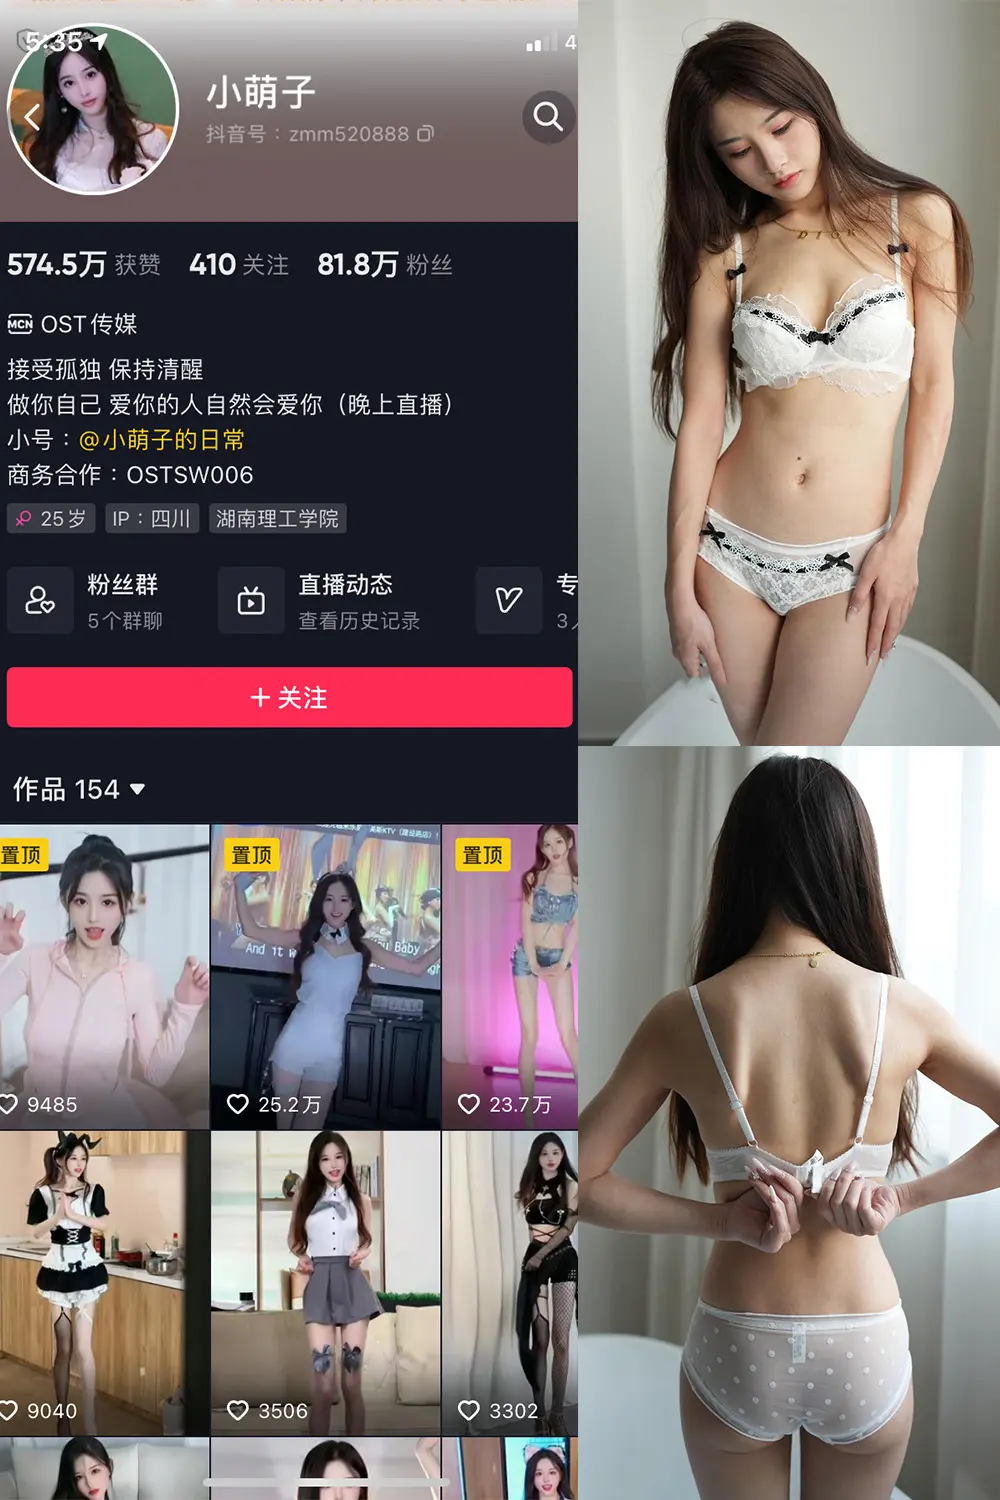 5:35
4
小萌子
抖音号：zmm520888
574.5万 获赞 410 关注 81.8万 粉丝
MCN OST传媒
接受孤独 保持清醒
做你自己 爱你的人自然会爱你（晚上直播）
小号：@小萌子的日常
商务合作：OSTSW006
25岁 IP：四川 湖南理工学院
粉丝群 直播动态 专
5个群聊 查看历史记录 3
+ 关注
作品 154
置顶 置顶 置顶
And it w
u Baby
9485 25.2万 23.7万
9040 3506 3302
DIOR